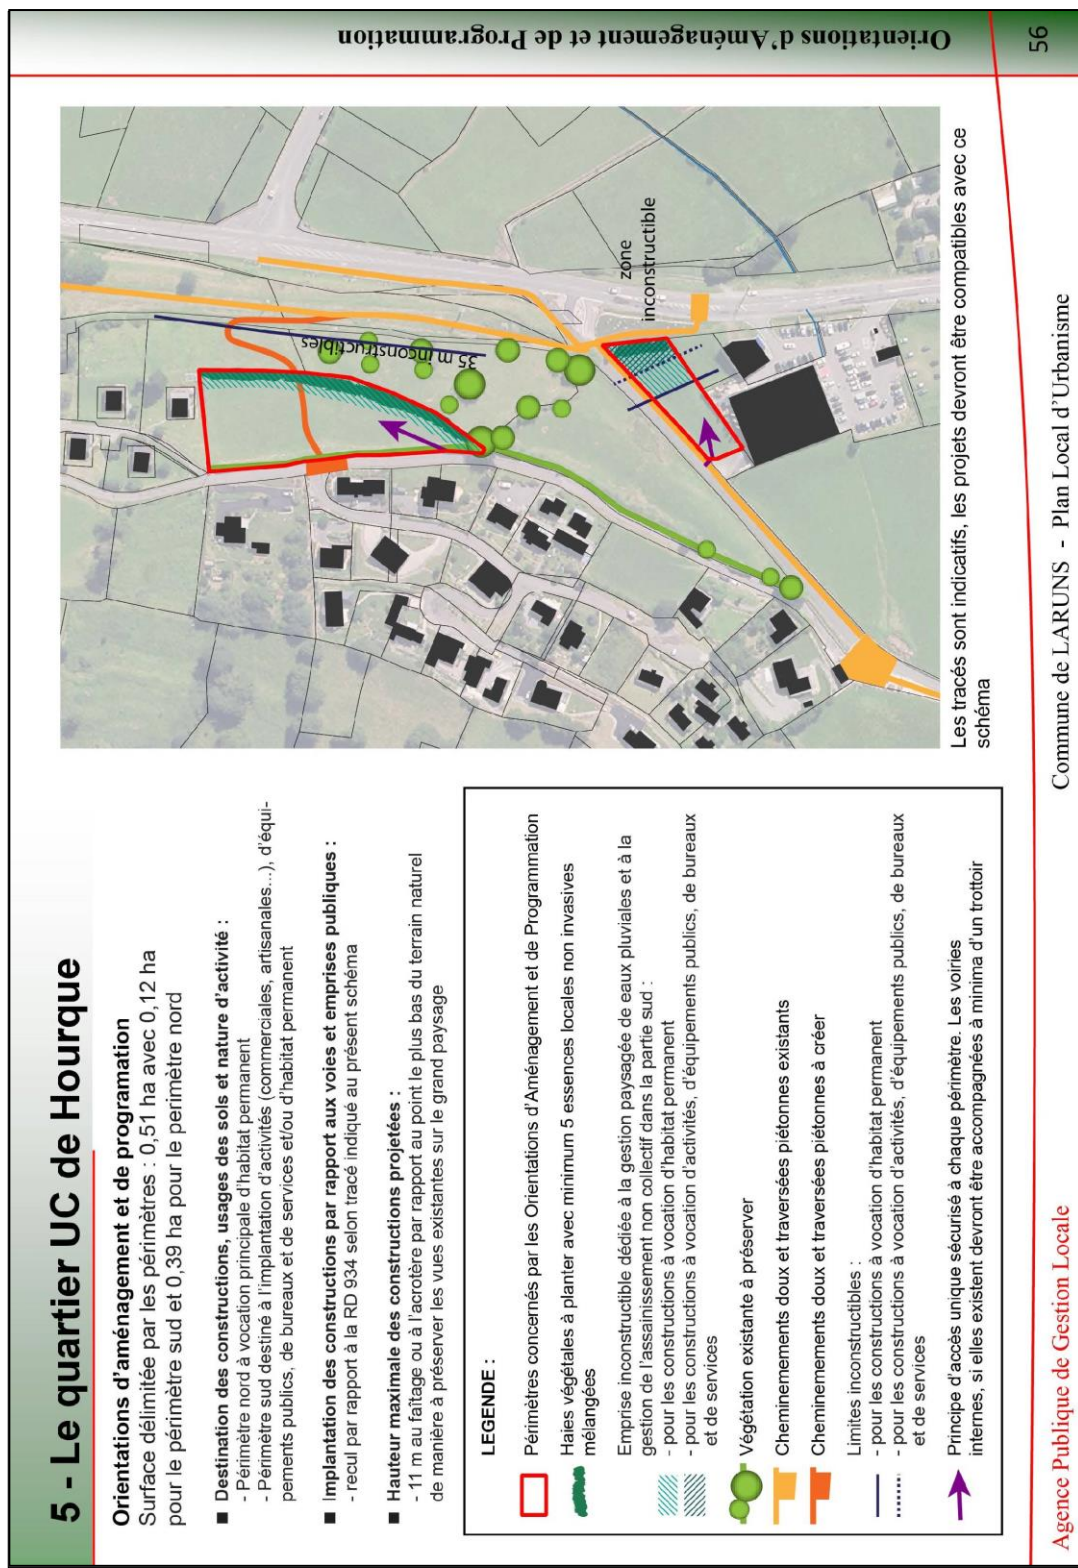 5 - Le quartier UC de Hourque
Orientations d'aménagement et de programation
Surface délimitée par les périmètres : 0,51 ha avec 0,12 ha
pour le périmètre sud et 0,39 ha pour le perimètre nord
■ Destination des constructions, usages des sols et nature d'activité :
- Périmètre nord à vocation principale d'habitat permanent
- Périmètre sud destiné à l'implantation d'activités (commerciales, artisanales...), d'équi-
pements publics, de bureaux et de services et/ou d'habitat permanent
■ Implantation des constructions par rapport aux voies et emprises publiques :
- recul par rapport à la RD 934 selon tracé indiqué au présent schéma
■ Hauteur maximale des constructions projetées :
- 11 m au faîtage ou à l'acrotère par rapport au point le plus bas du terrain naturel
de manière à préserver les vues existantes sur le grand paysage
LEGENDE :
Périmètres concernés par les Orientations d'Aménagement et de Programmation
Haies végétales à planter avec minimum 5 essences locales non invasives
mélangées
Emprise inconstructible dédiée à la gestion paysagée de eaux pluviales et à la
gestion de l'assainissement non collectif dans la partie sud :
- pour les constructions à vocation d'habitat permanent
- pour les constructions à vocation d'activités, d'équipements publics, de bureaux
et de services
Végétation existante à préserver
Cheminements doux et traversées piétonnes existants
Cheminements doux et traversées piétonnes à créer
Limites inconstructibles :
- pour les constructions à vocation d'habitat permanent
- pour les constructions à vocation d'activités, d'équipements publics, de bureaux
et de services
Principe d'accès unique sécurisé à chaque périmètre. Les voiries
internes, si elles existent devront être accompagnées à minima d'un trottoir
35 m inconstructibles
zone
inconstructible
Les tracés sont indicatifs, les projets devront être compatibles avec ce
schéma
Orientations d'Aménagement et de Programmation
Agence Publique de Gestion Locale
Commune de LARUNS - Plan Local d'Urbanisme
56